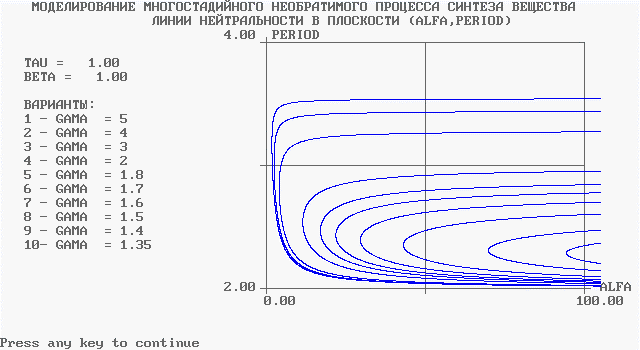 МОДЕЛИРОВАНИЕ МНОГОСТАДИЙНОГО НЕОБРАТИМОГО ПРОЦЕССА СИНТЕЗА ВЕЩЕСТВА
ЛИНИИ НЕЙТРАЛЬНОСТИ В ПЛОСКОСТИ (ALFA,PERIOD)
4.00 PERIOD
TAU = 1.00
BETA = 1.00
ВАРИАНТЫ:
1 - GAMA = 5
2 - GAMA = 4
3 - GAMA = 3
4 - GAMA = 2
5 - GAMA = 1.8
6 - GAMA = 1.7
7 - GAMA = 1.6
8 - GAMA = 1.5
9 - GAMA = 1.4
10- GAMA = 1.35
2.00 ALFA
0.00 100.00
Press any key to continue